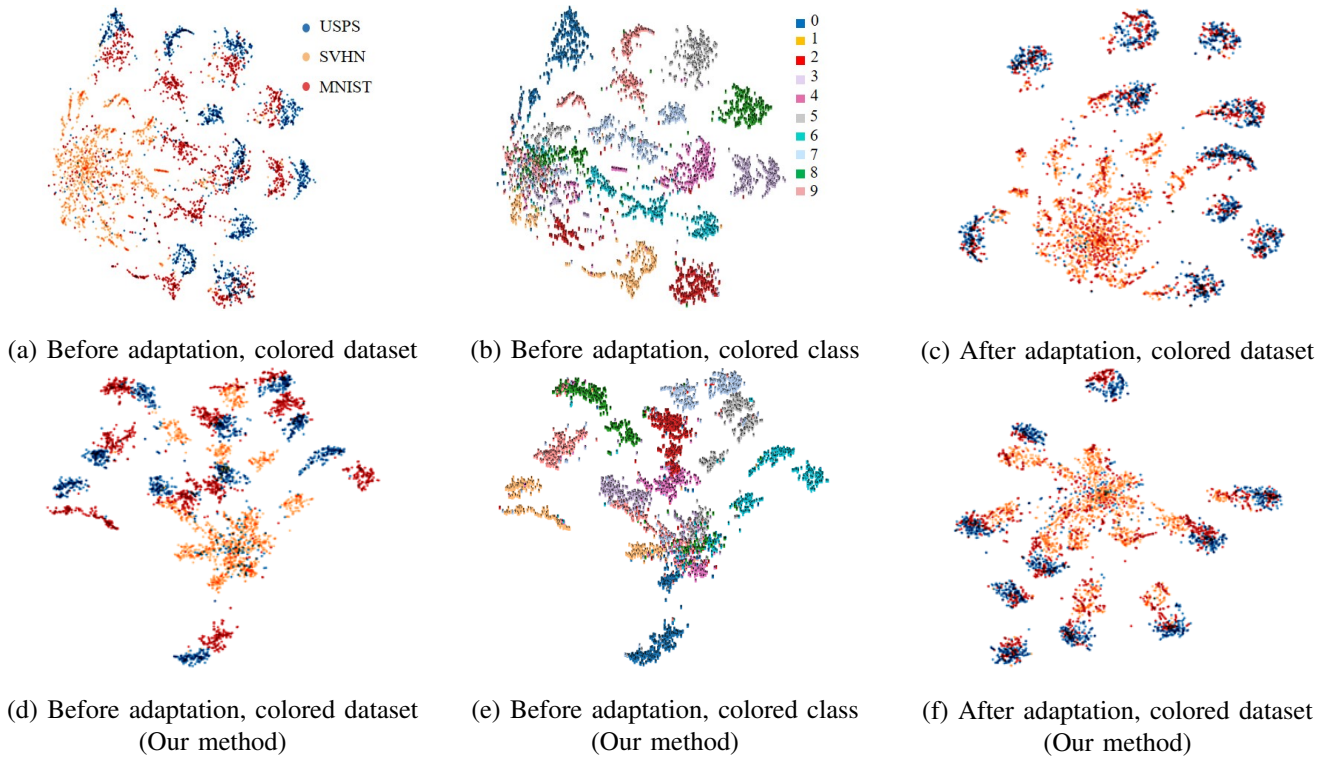 USPS
SVHN
MNIST
0
1
2
3
4
5
6
7
8
9
(a) Before adaptation, colored dataset
(b) Before adaptation, colored class
(c) After adaptation, colored dataset
(d) Before adaptation, colored dataset
(Our method)
(e) Before adaptation, colored class
(Our method)
(f) After adaptation, colored dataset
(Our method)